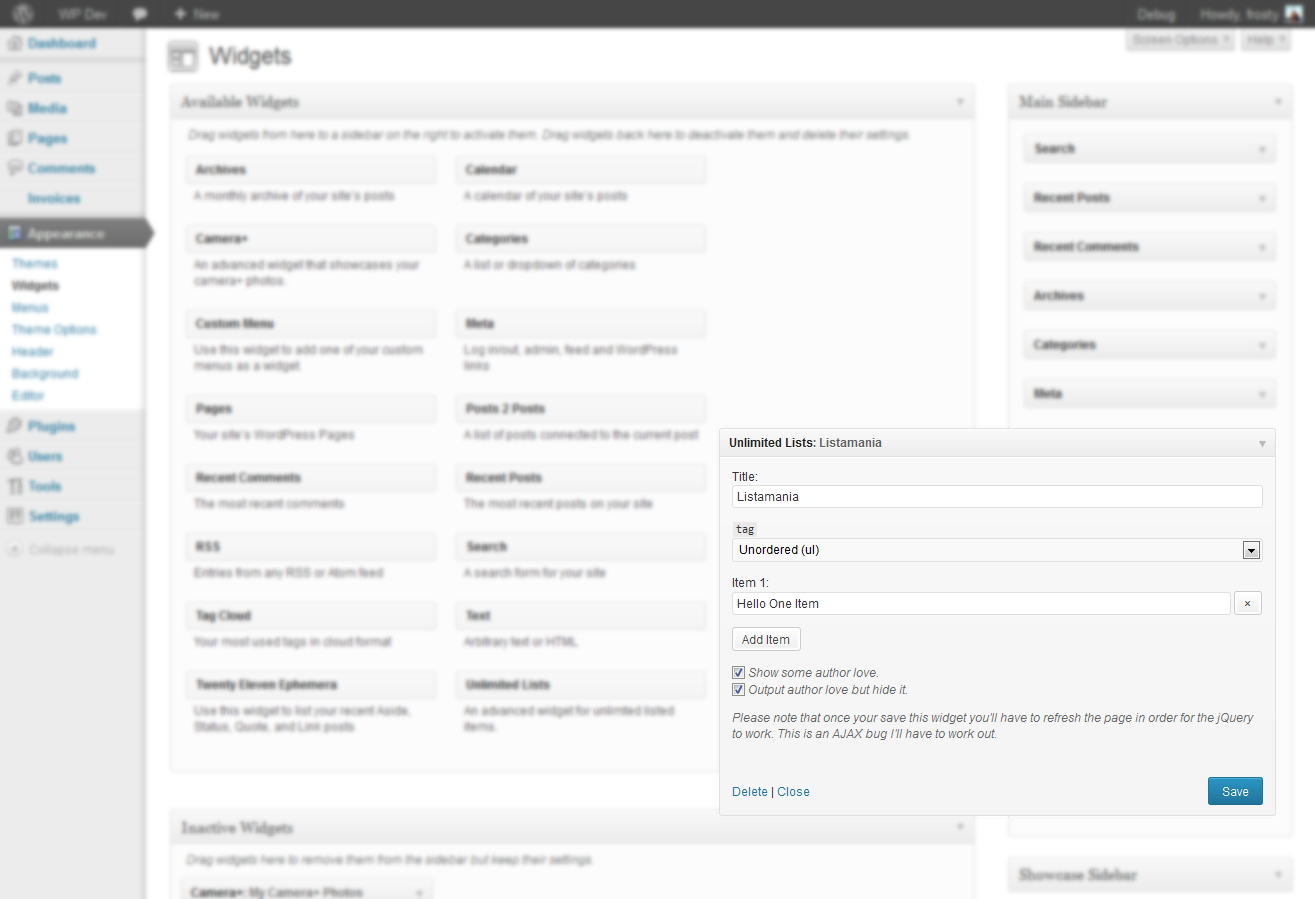 WP Dev
New
Debug
Howdy, frosty
Dashboard
Posts
Media
Pages
Comments
Invoices
Appearance
Themes
Widgets
Menus
Theme Options
Header
Background
Editor
Plugins
Users
Tools
Settings
Collapse menu
Screen Options
Help
Widgets
Available Widgets
Drag widgets from here to a sidebar on the right to activate them. Drag widgets back here to deactivate them and delete their settings.
Archives
A monthly archive of your site's posts
Calendar
A calendar of your site's posts
Camera+
An advanced widget that showcases your
camera+ photos.
Categories
A list or dropdown of categories
Custom Menu
Use this widget to add one of your custom
menus as a widget.
Meta
Log in/out, admin, feed and WordPress
links
Pages
Your site's WordPress Pages
Posts 2 Posts
A list of posts connected to the current post
Recent Comments
The most recent comments
Recent Posts
The most recent posts on your site
RSS
Entries from any RSS or Atom feed
Search
A search form for your site
Tag Cloud
Your most used tags in cloud format
Text
Arbitrary text or HTML
Twenty Eleven Ephemera
Use this widget to list your recent Aside,
Status, Quote, and Link posts
Unlimited Lists
An advanced widget for unlimited listed
items.
Inactive Widgets
Drag widgets here to remove them from the sidebar but keep their settings.
Camera+: My Camera+ Photos
Main Sidebar
Search
Recent Posts
Recent Comments
Archives
Categories
Meta
Unlimited Lists: Listamania
Title:
Listamania
tag
Unordered (ul)
Item 1:
Hello One Item
×
Add Item
Show some author love.
Output author love but hide it.
Please note that once your save this widget you'll have to refresh the page in order for the jQuery
to work. This is an AJAX bug I'll have to work out.
Delete | Close
Save
Showcase Sidebar